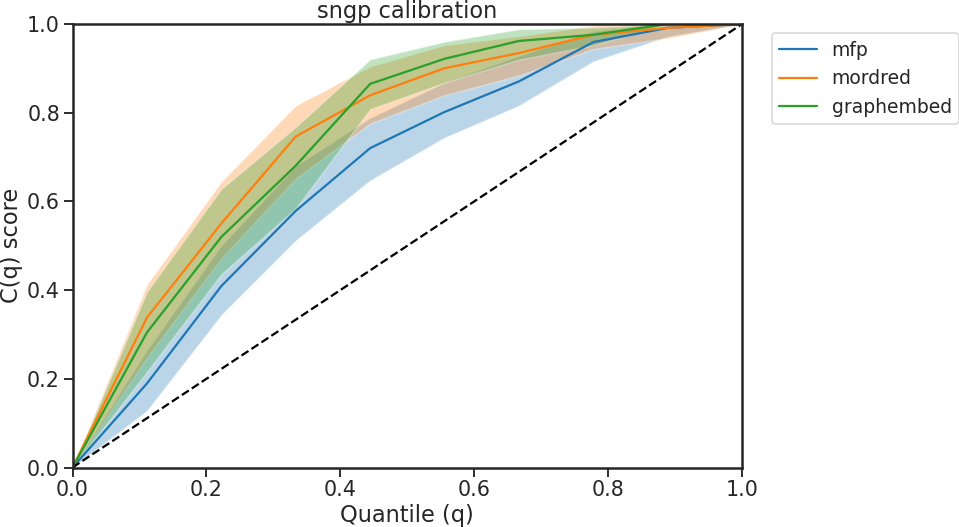 sngp calibration
C(q) score
1.0
0.8
0.6
0.4
0.2
0.0
0.0 0.2 0.4 0.6 0.8 1.0
Quantile (q)
mfp
mordred
graphembed